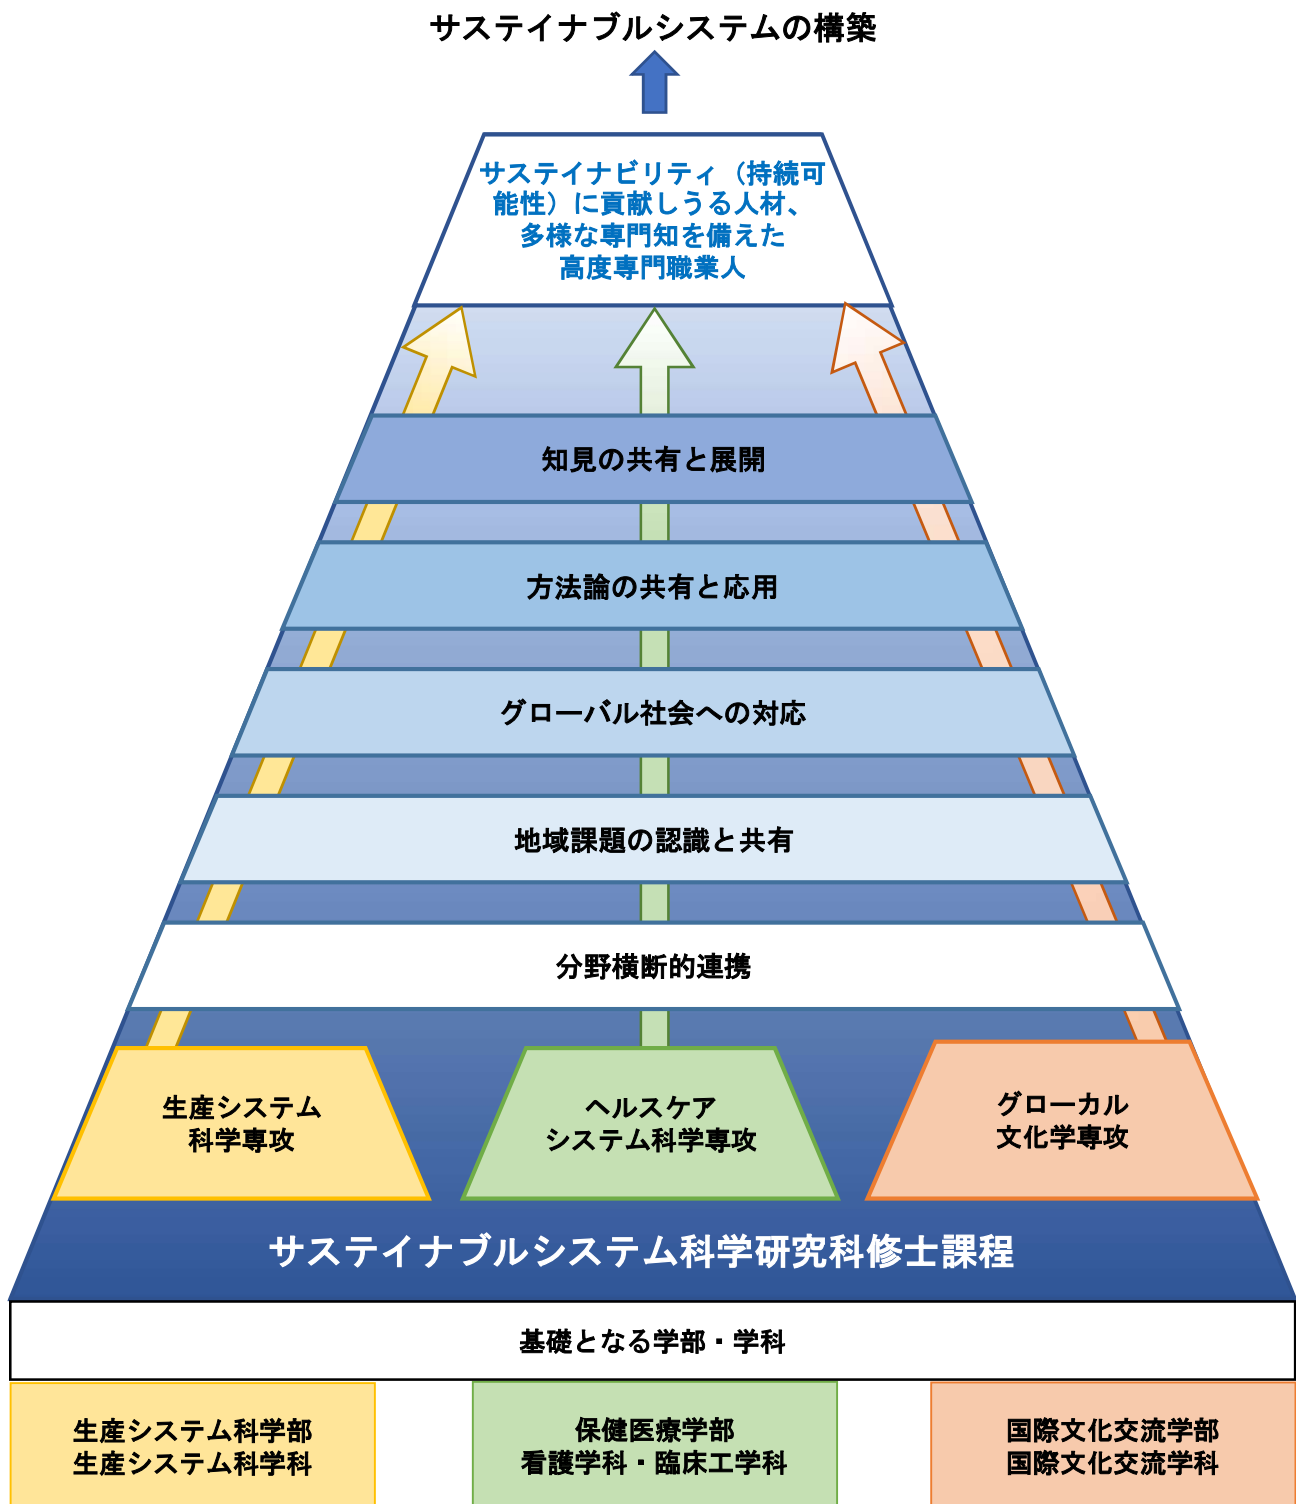 サステイナブルシステムの構築
サステイナビリティ（持続可
能性）に貢献しうる人材、
多様な専門知を備えた
高度専門職業人
知見の共有と展開
方法論の共有と応用
グローバル社会への対応
地域課題の認識と共有
分野横断的連携
生産システム
科学専攻
ヘルスケア
システム科学専攻
グローカル
文化学専攻
サステイナブルシステム科学研究科修士課程
基礎となる学部・学科
生産システム科学部
生産システム科学科
保健医療学部
看護学科・臨床工学科
国際文化交流学部
国際文化交流学科